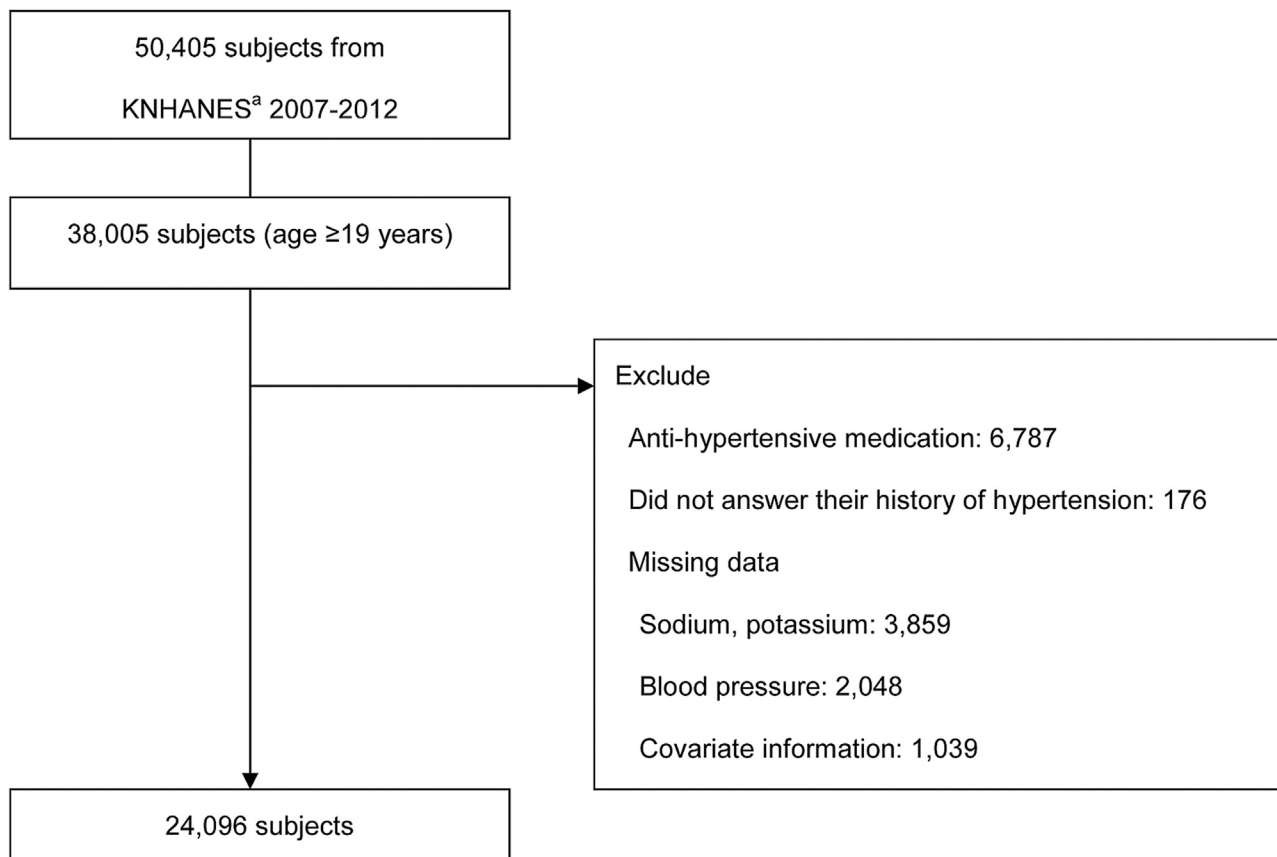 50,405 subjects from
KNHANESᵃ 2007-2012
38,005 subjects (age ≥19 years)
Exclude
Anti-hypertensive medication: 6,787
Did not answer their history of hypertension: 176
Missing data
Sodium, potassium: 3,859
Blood pressure: 2,048
Covariate information: 1,039
24,096 subjects